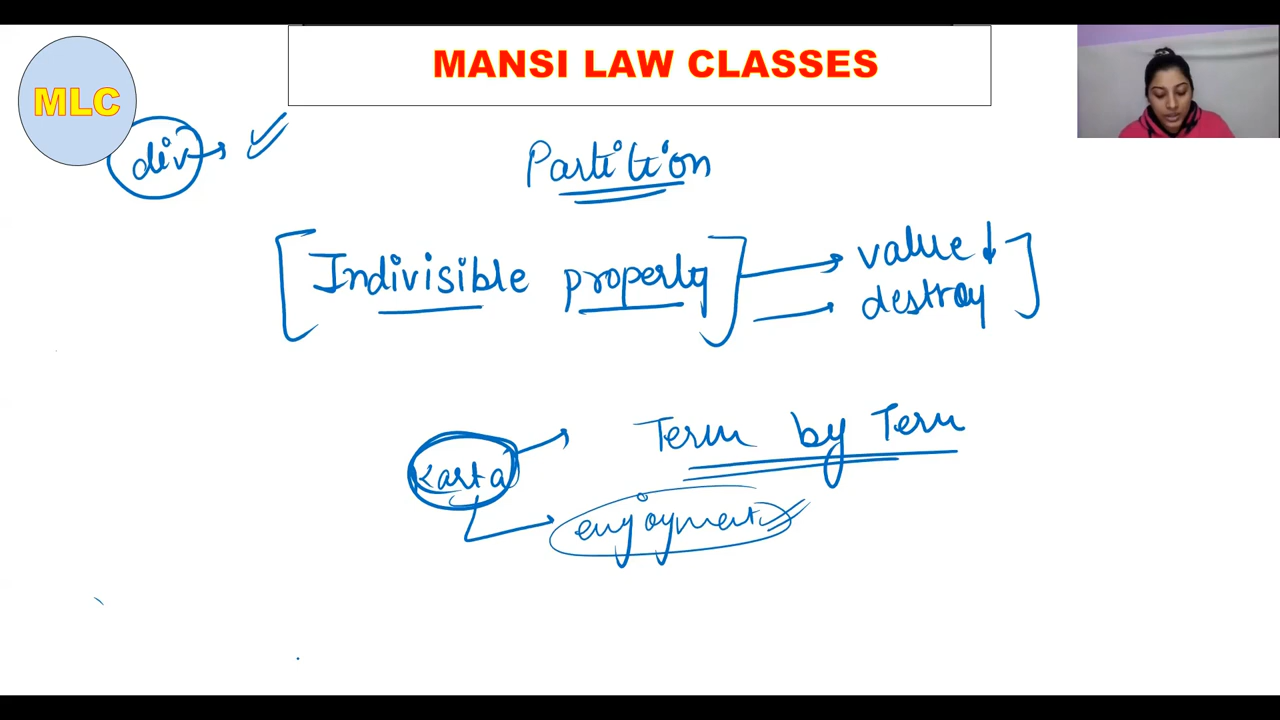 MANSI LAW CLASSES
MLC
div
Partition
Indivisible property
value
destroy
Term by Term
Karta
enjoyment